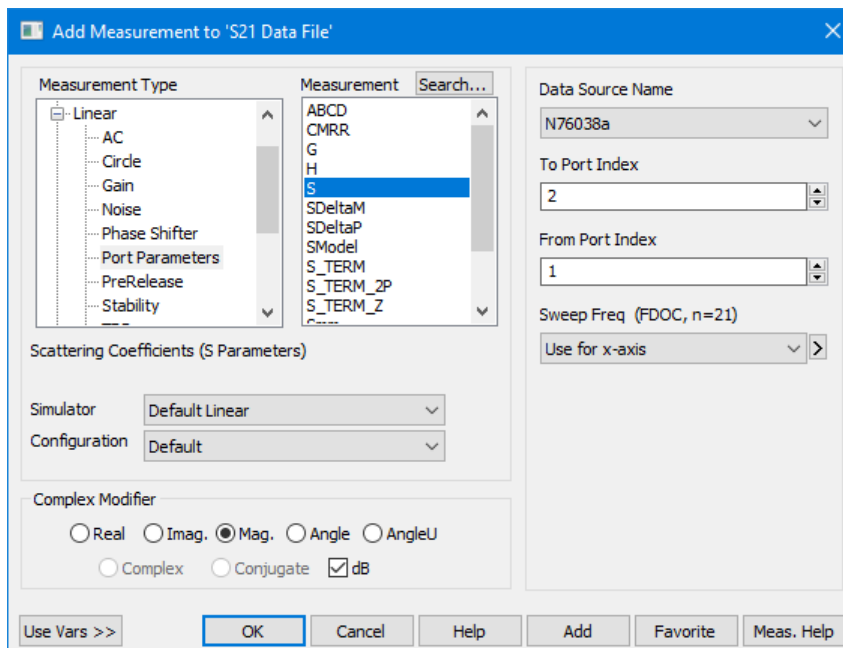 Add Measurement to 'S21 Data File'
Measurement Type
Linear
AC
Circle
Gain
Noise
Phase Shifter
Port Parameters
PreRelease
Stability
Measurement
Search...
ABCD
CMRR
G
H
S
SDeltaM
SDeltaP
SModel
S_TERM
S_TERM_2P
S_TERM_Z
Scattering Coefficients (S Parameters)
Simulator
Default Linear
Configuration
Default
Complex Modifier
Real Imag. Mag. Angle AngleU
Complex Conjugate dB
Data Source Name
N76038a
To Port Index
2
From Port Index
1
Sweep Freq (FDOC, n=21)
Use for x-axis
>
Use Vars >> OK Cancel Help Add Favorite Meas. Help